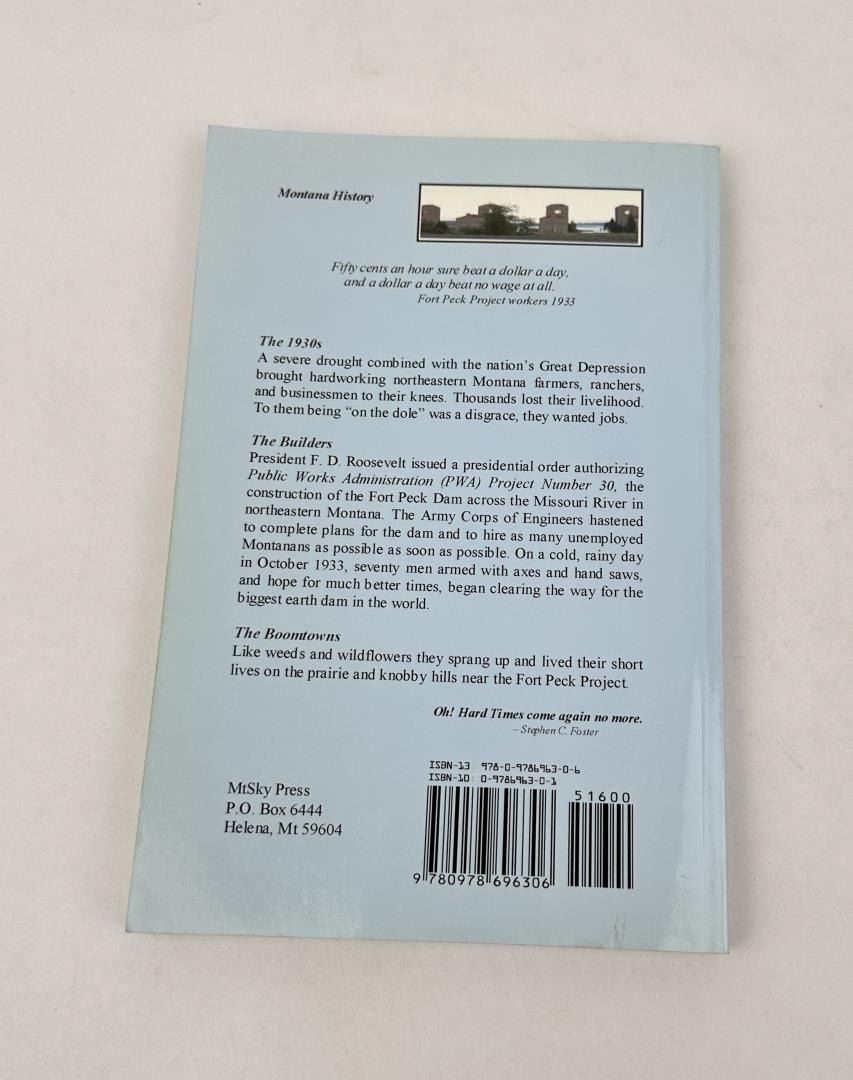 Montana History
Fifty cents an hour sure beat a dollar a day,
and a dollar a day beat no wage at all.
Fort Peck Project workers 1933
The 1930s
A severe drought combined with the nation's Great Depression
brought hardworking northeastern Montana farmers, ranchers,
and businessmen to their knees. Thousands lost their livelihood.
To them being "on the dole" was a disgrace, they wanted jobs.
The Builders
President F. D. Roosevelt issued a presidential order authorizing
Public Works Administration (PWA) Project Number 30, the
construction of the Fort Peck Dam across the Missouri River in
northeastern Montana. The Army Corps of Engineers hastened
to complete plans for the dam and to hire as many unemployed
Montanans as possible as soon as possible. On a cold, rainy day
in October 1933, seventy men armed with axes and hand saws,
and hope for much better times, began clearing the way for the
biggest earth dam in the world.
The Boomtowns
Like weeds and wildflowers they sprang up and lived their short
lives on the prairie and knobby hills near the Fort Peck Project.
Oh! Hard Times come again no more.
– Stephen C. Foster
MtSky Press
P.O. Box 6444
Helena, Mt 59604
ISBN-13: 978-0-9786963-0-6
ISBN-10: 0-9786963-0-1
51600
9 780978 696306